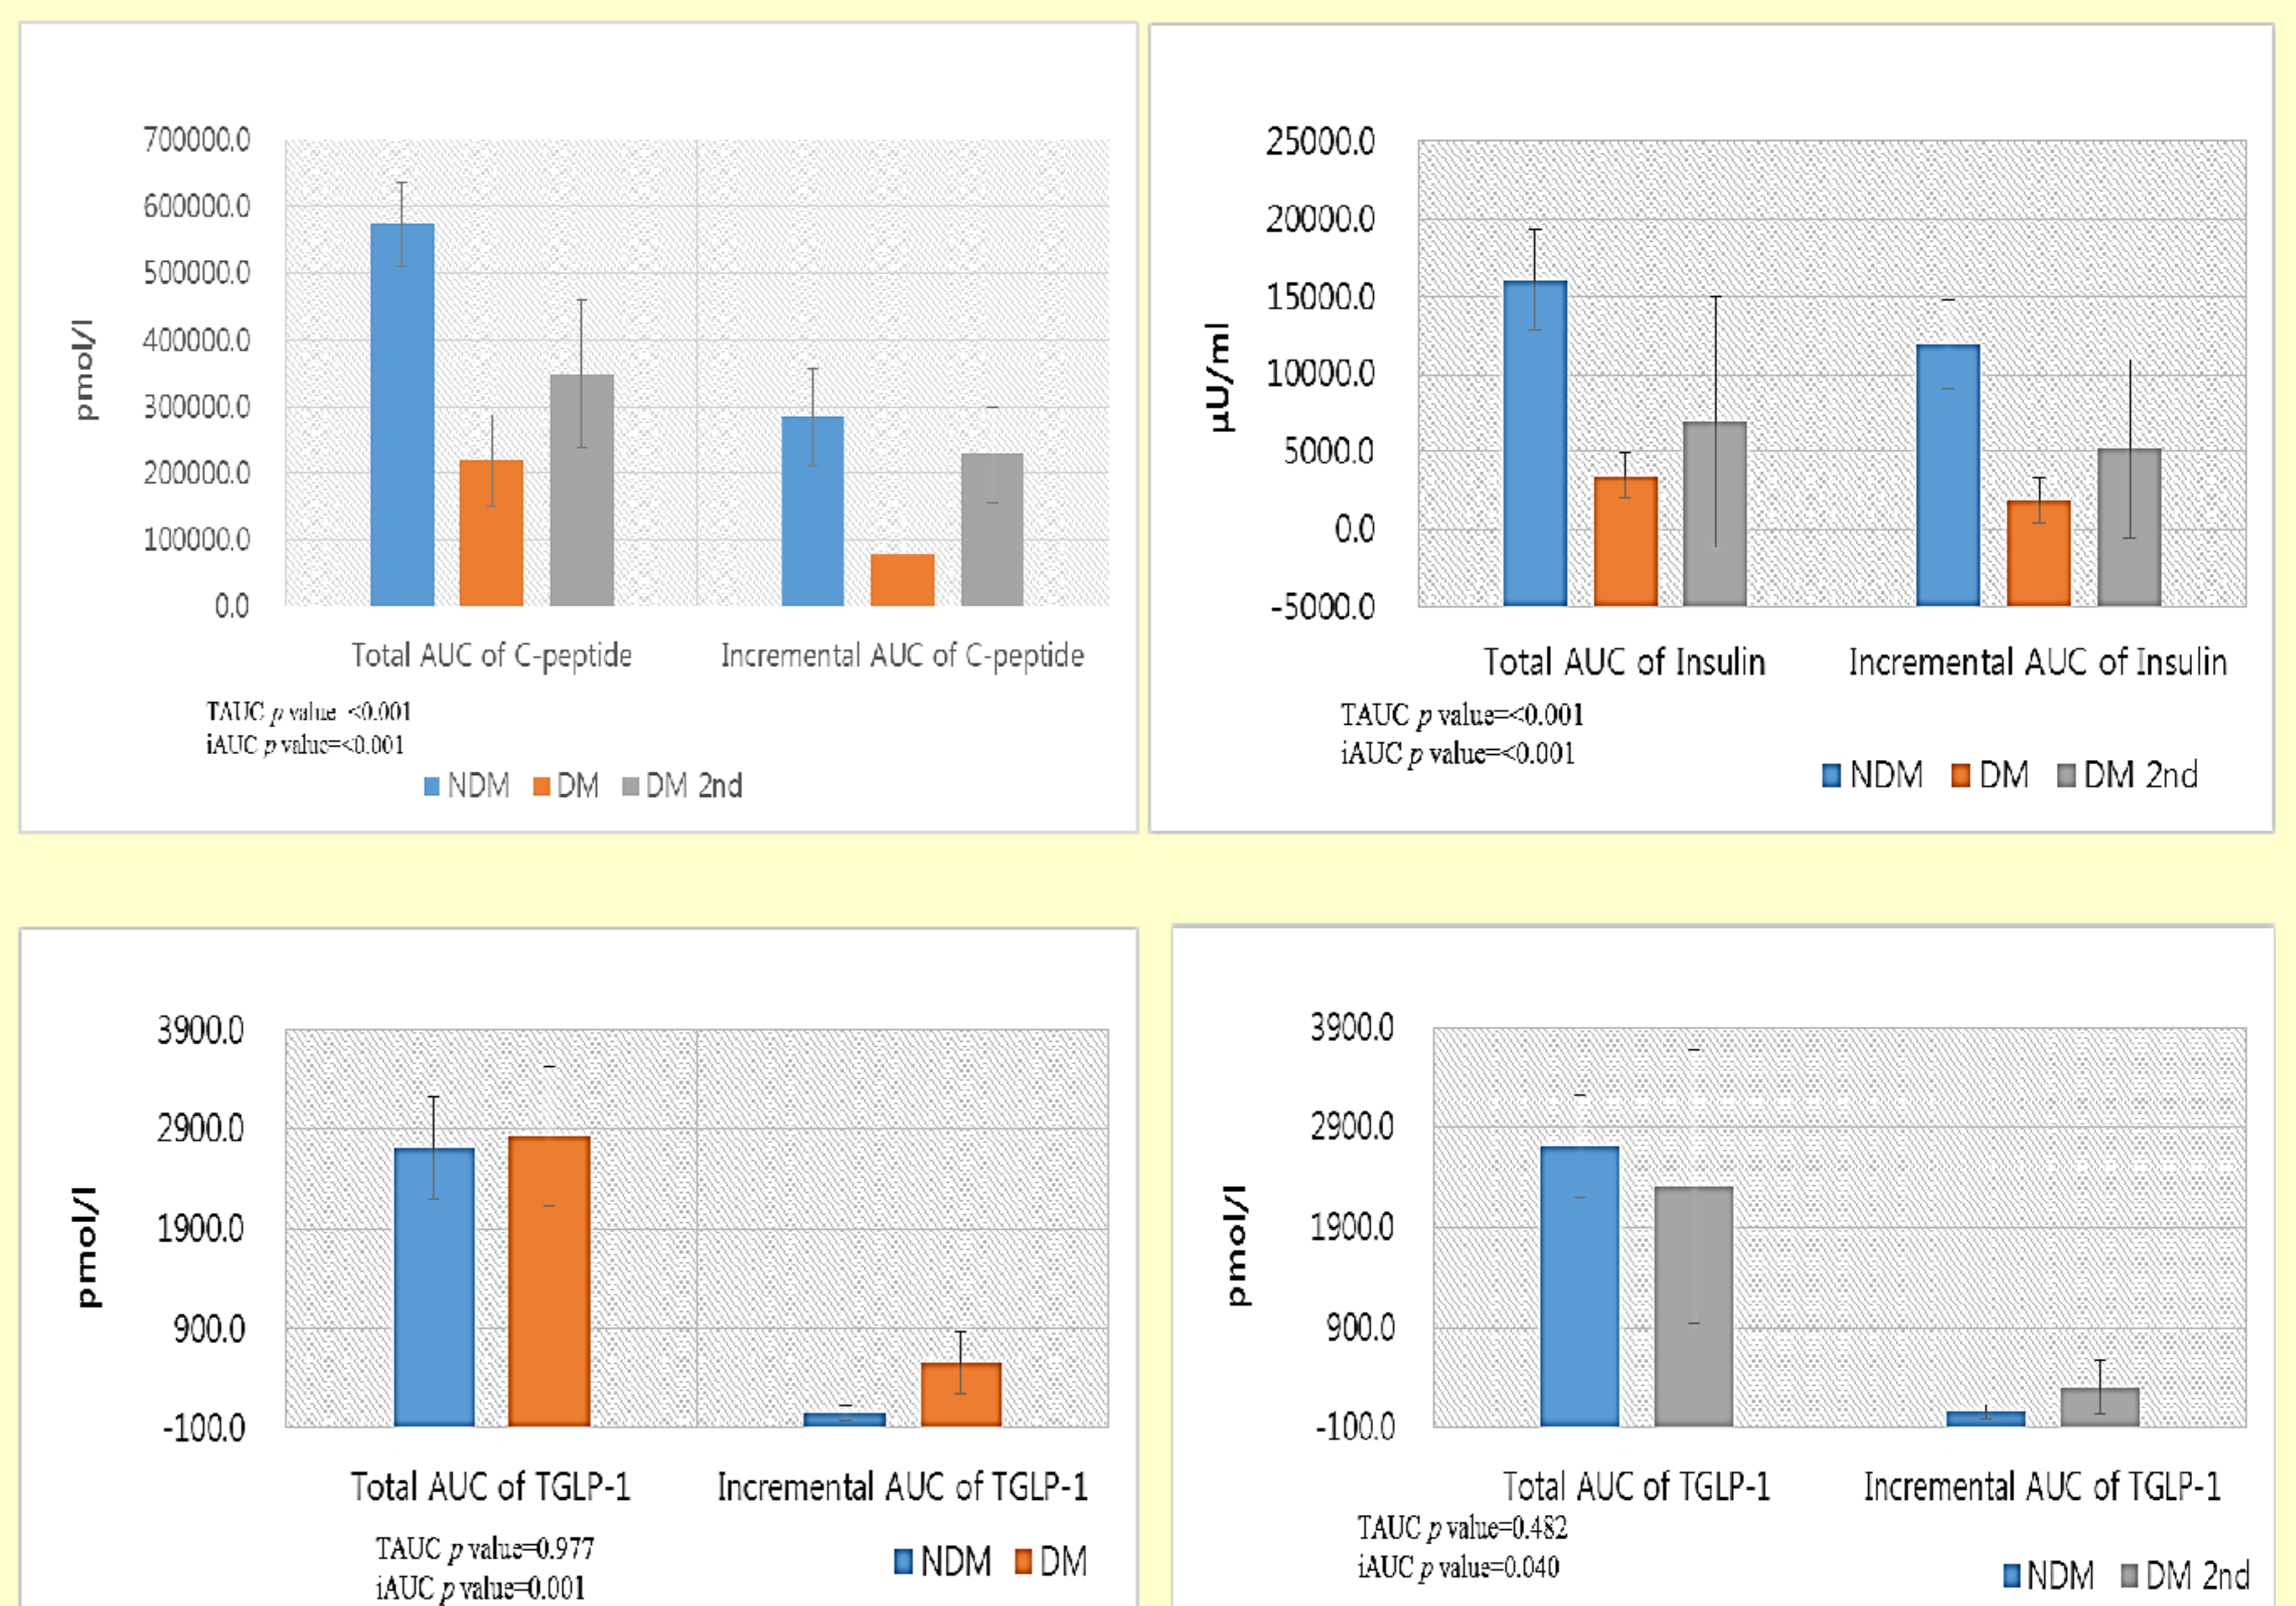 700000.0
600000.0
500000.0
400000.0
300000.0
200000.0
100000.0
0.0
pmol/l
Total AUC of C-peptide
Incremental AUC of C-peptide
TAUC p value <0.001
iAUC p value=<0.001
NDM
DM
DM 2nd
25000.0
20000.0
15000.0
10000.0
5000.0
0.0
-5000.0
µU/ml
Total AUC of Insulin
Incremental AUC of Insulin
TAUC p value=<0.001
iAUC p value=<0.001
NDM
DM
DM 2nd
3900.0
2900.0
1900.0
900.0
-100.0
pmol/l
Total AUC of TGLP-1
Incremental AUC of TGLP-1
TAUC p value=0.977
iAUC p value=0.001
NDM
DM
3900.0
2900.0
1900.0
900.0
-100.0
pmol/l
Total AUC of TGLP-1
Incremental AUC of TGLP-1
TAUC p value=0.482
iAUC p value=0.040
NDM
DM 2nd